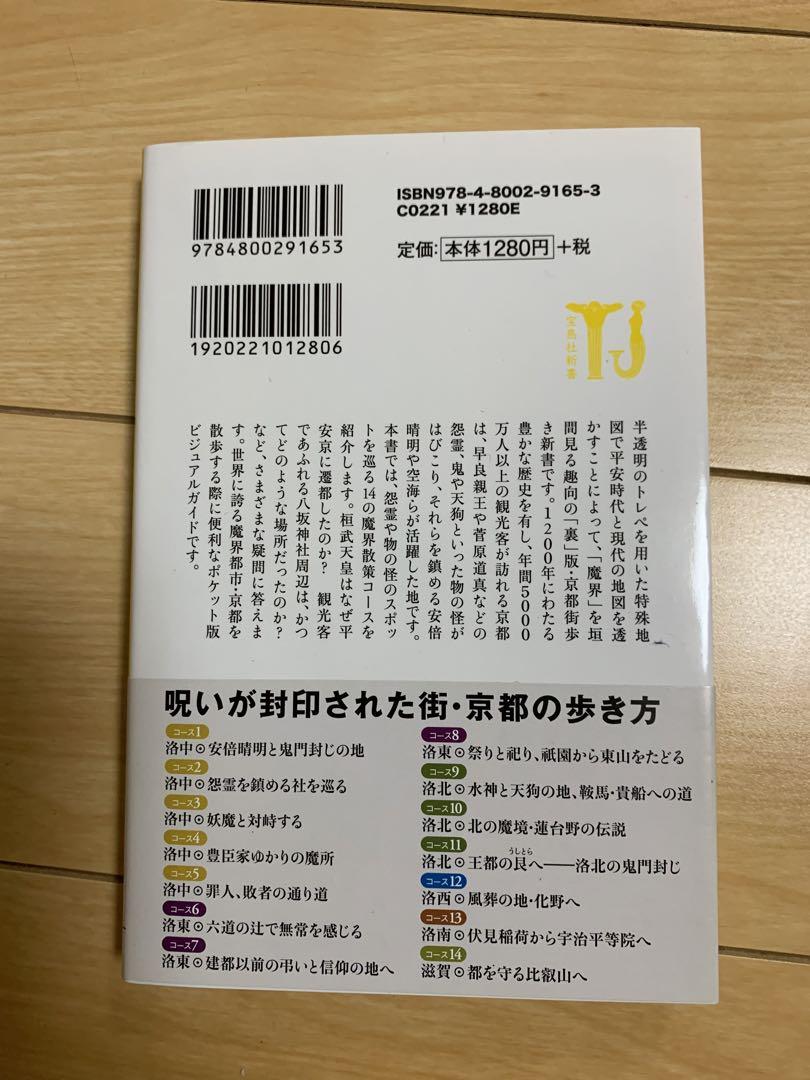 ISBN978-4-8002-9165-3
C0221 ¥1280E
定価:本体1280円+税
9784800291653
1920221012806
TJ
宝島社新書
半透明のトレペを用いた特殊地
図で平安時代と現代の地図を透
かすことによって、「魔界」を垣
間見る趣向の「裏」版・京都街歩
き新書です。1200年にわたる
豊かな歴史を有し、年間5000
万人以上の観光客が訪れる京都
は、早良親王や菅原道真などの
怨霊、鬼や天狗といった物の怪が
はびこり、それらを鎮める安倍
晴明や空海らが活躍した地です。
本書では、怨霊や物の怪のスポッ
トを巡る14の魔界散策コースを
紹介します。桓武天皇はなぜ平
安京に遷都したのか? 観光客
であふれる八坂神社周辺は、かつ
てどのような場所だったのか?
など、さまざまな疑問に答えま
す。世界に誇る魔界都市・京都を
散歩する際に便利なポケット版
ビジュアルガイドです。
呪いが封印された街・京都の歩き方
コース1
洛中⊙安倍晴明と鬼門封じの地
コース2
洛中⊙怨霊を鎮める社を巡る
コース3
洛中⊙妖魔と対峙する
コース4
洛中⊙豊臣家ゆかりの魔所
コース5
洛中⊙罪人、敗者の通り道
コース6
洛東⊙六道の辻で無常を感じる
コース7
洛東⊙建都以前の弔いと信仰の地へ
コース8
洛東⊙祭りと祀り、祇園から東山をたどる
コース9
洛北⊙水神と天狗の地、鞍馬・貴船への道
コース10
洛北⊙北の魔境・蓮台野の伝説
コース11
うしとら
洛北⊙王都の艮へ――洛北の鬼門封じ
コース12
洛西⊙風葬の地・化野へ
コース13
洛南⊙伏見稲荷から宇治平等院へ
コース14
滋賀⊙都を守る比叡山へ